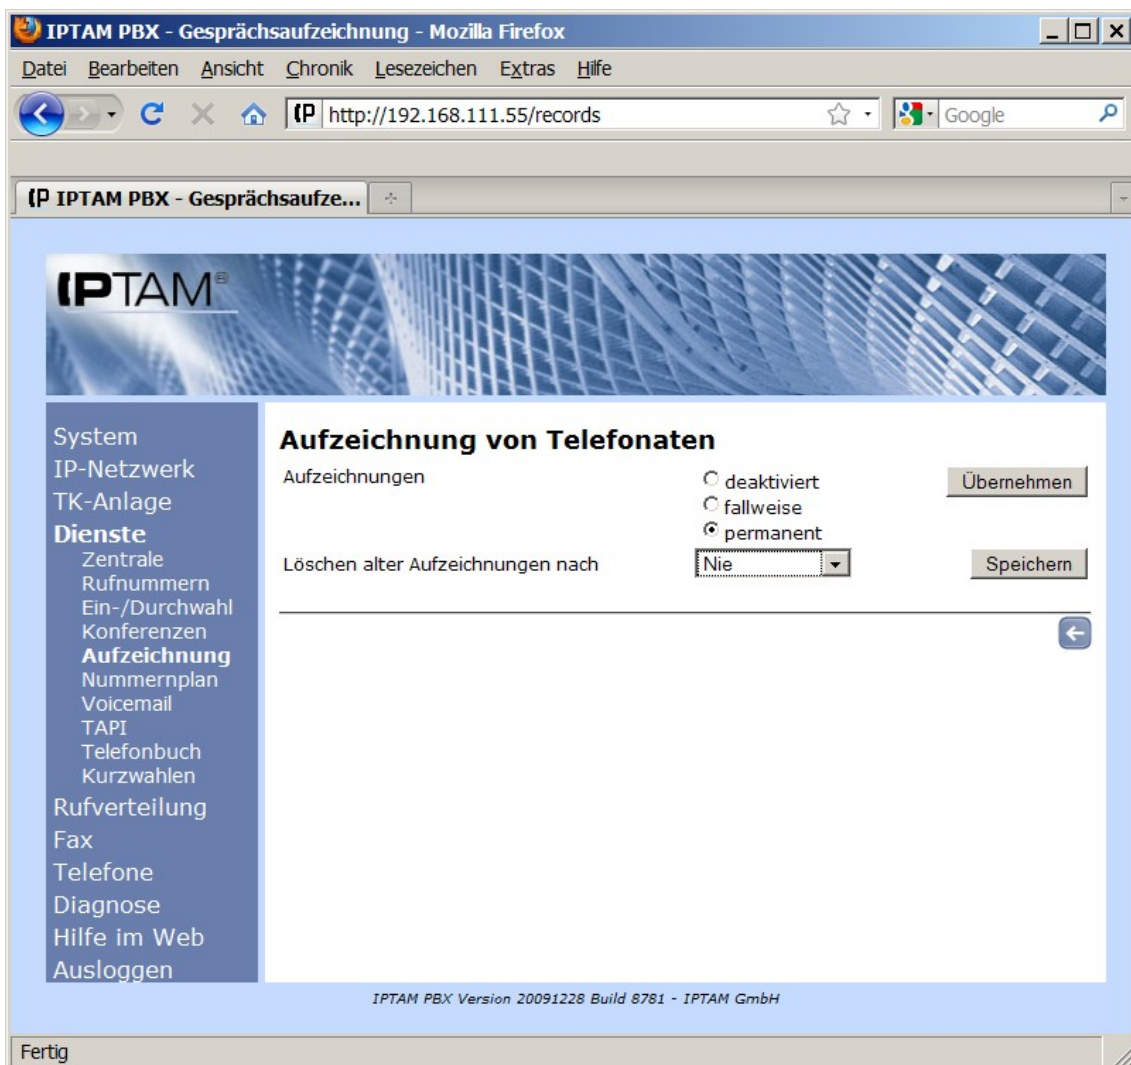 IPTAM PBX - Gesprächsaufzeichnung - Mozilla Firefox
Datei Bearbeiten Ansicht Chronik Lesezeichen Extras Hilfe
http://192.168.111.55/records
Google
IPTAM PBX - Gesprächsaufze...
IPTAM®
System
IP-Netzwerk
TK-Anlage
Dienste
Zentrale
Rufnummern
Ein-/Durchwahl
Konferenzen
Aufzeichnung
Nummernplan
Voicemail
TAPI
Telefonbuch
Kurzwahlen
Rufverteilung
Fax
Telefone
Diagnose
Hilfe im Web
Ausloggen
Aufzeichnung von Telefonaten
Aufzeichnungen
deaktiviert
Übernehmen
fallweise
permanent
Löschen alter Aufzeichnungen nach
Nie
Speichern
IPTAM PBX Version 20091228 Build 8781 - IPTAM GmbH
Fertig